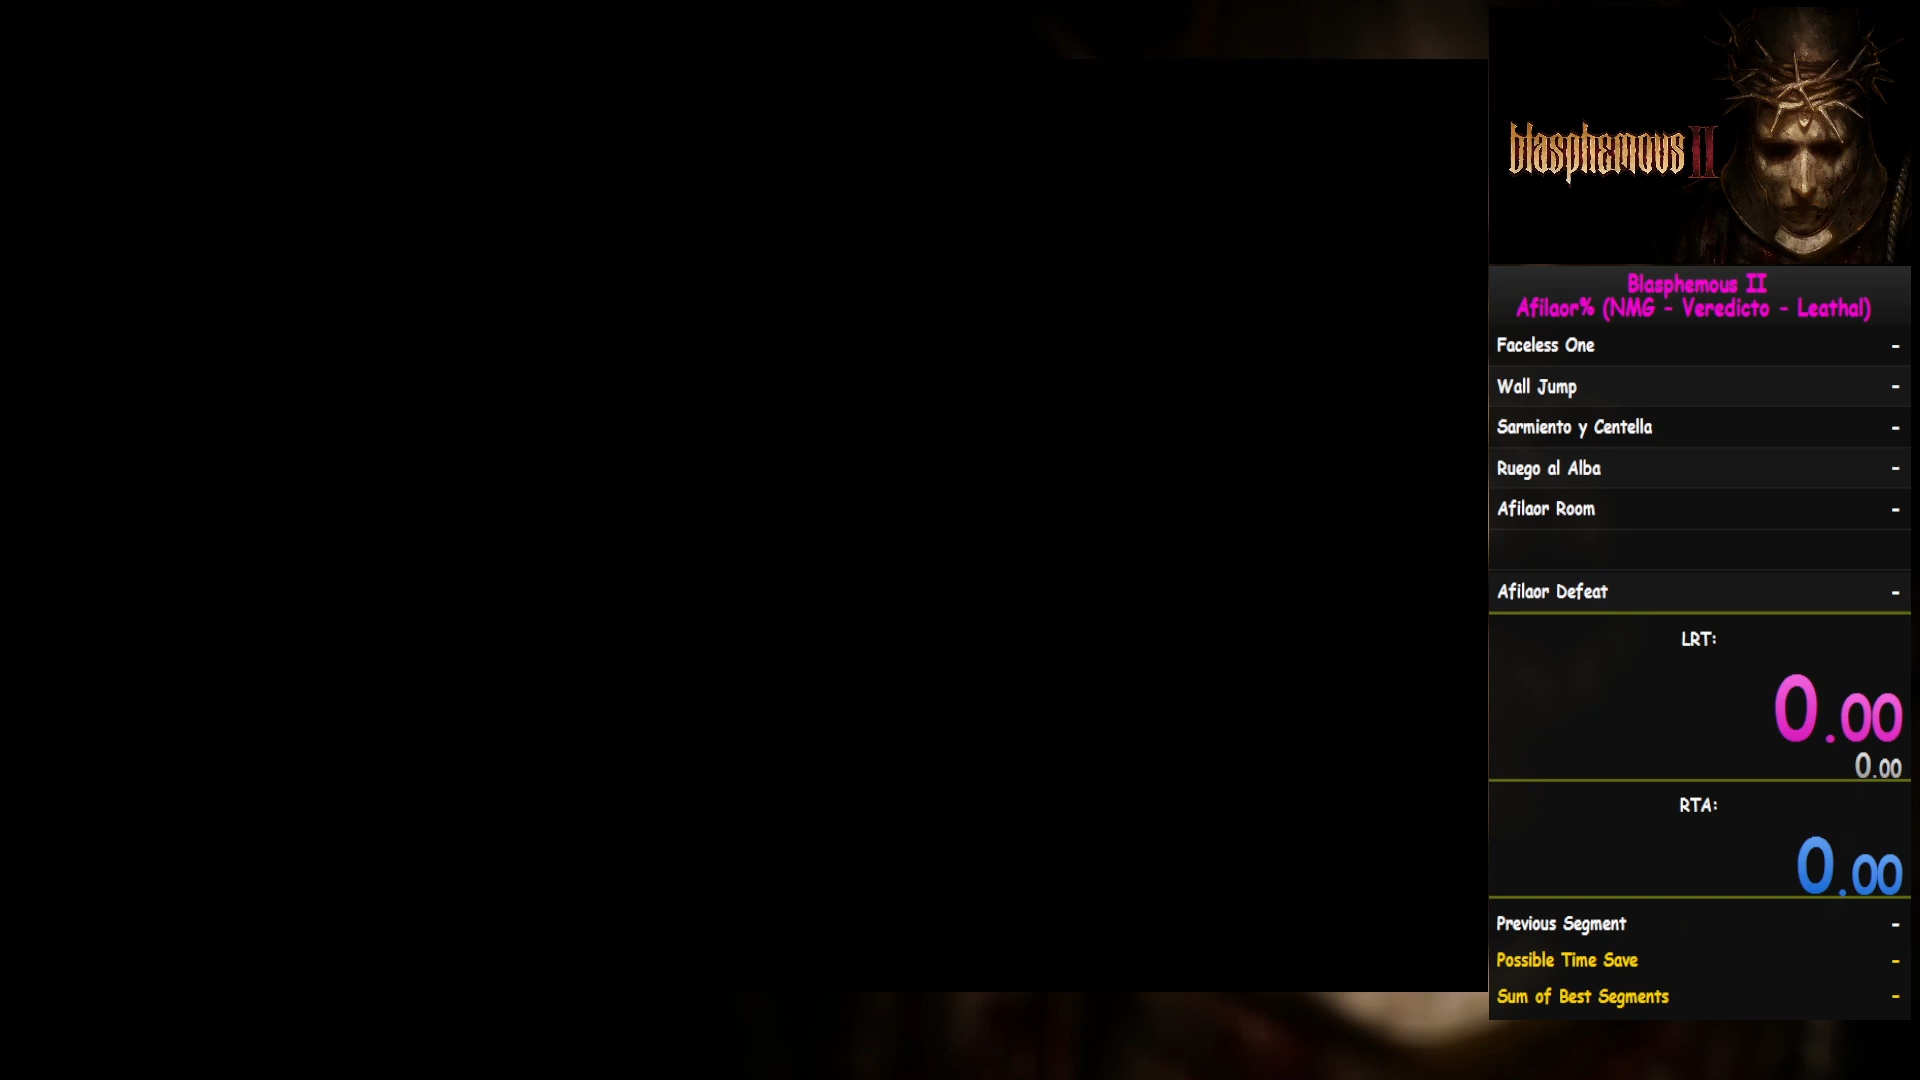 blasphemous II
Blasphemous II
Afilaor% (NMG - Veredicto - Leathal)
Faceless One -
Wall Jump -
Sarmiento y Centella -
Ruego al Alba -
Afilaor Room -
Afilaor Defeat -
LRT:
0.00
0.00
RTA:
0.00
Previous Segment -
Possible Time Save -
Sum of Best Segments -